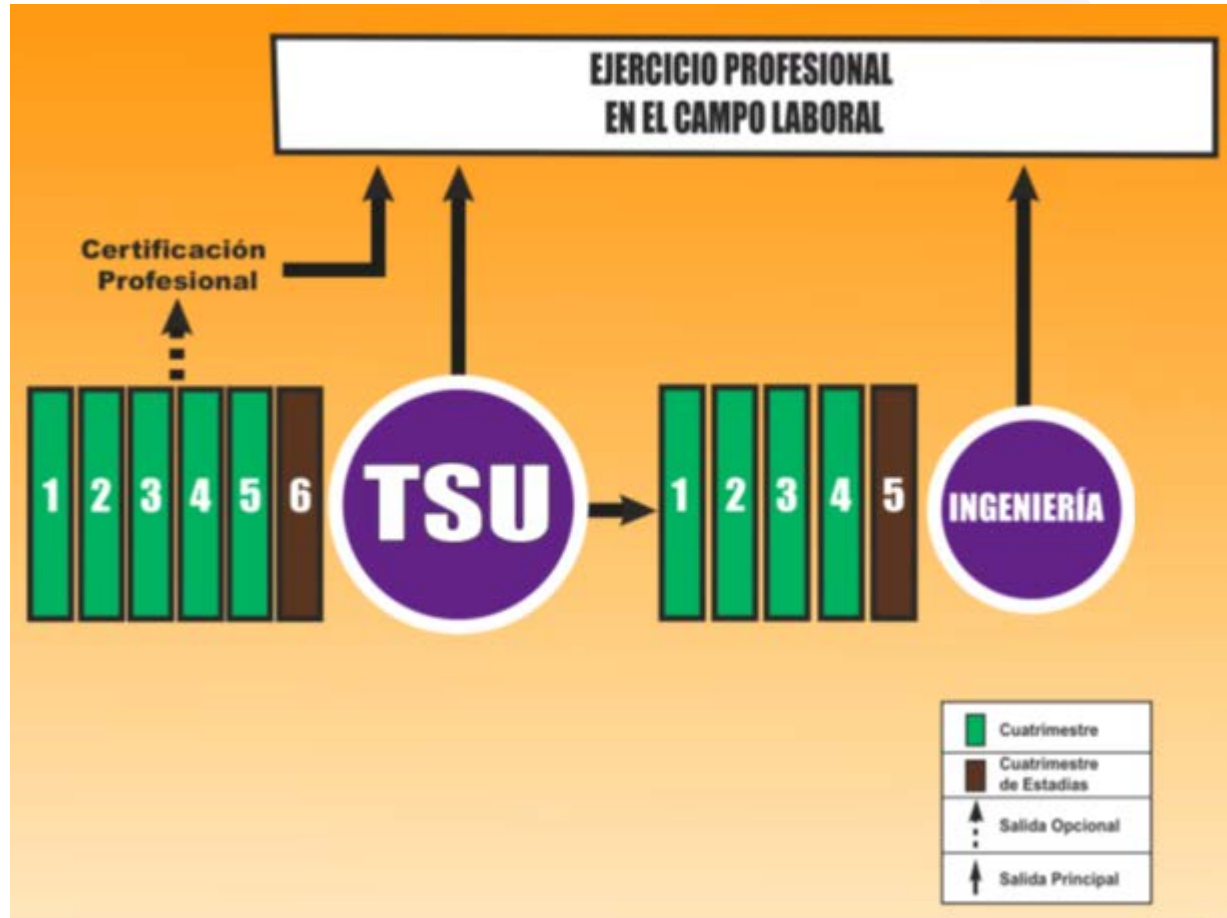 EJERCICIO PROFESIONAL
EN EL CAMPO LABORAL
Certificación
Profesional
1 2 3 4 5 6
TSU
1 2 3 4 5
INGENIERÍA
Cuatrimestre
Cuatrimestre
de Estadias
Salida Opcional
Salida Principal